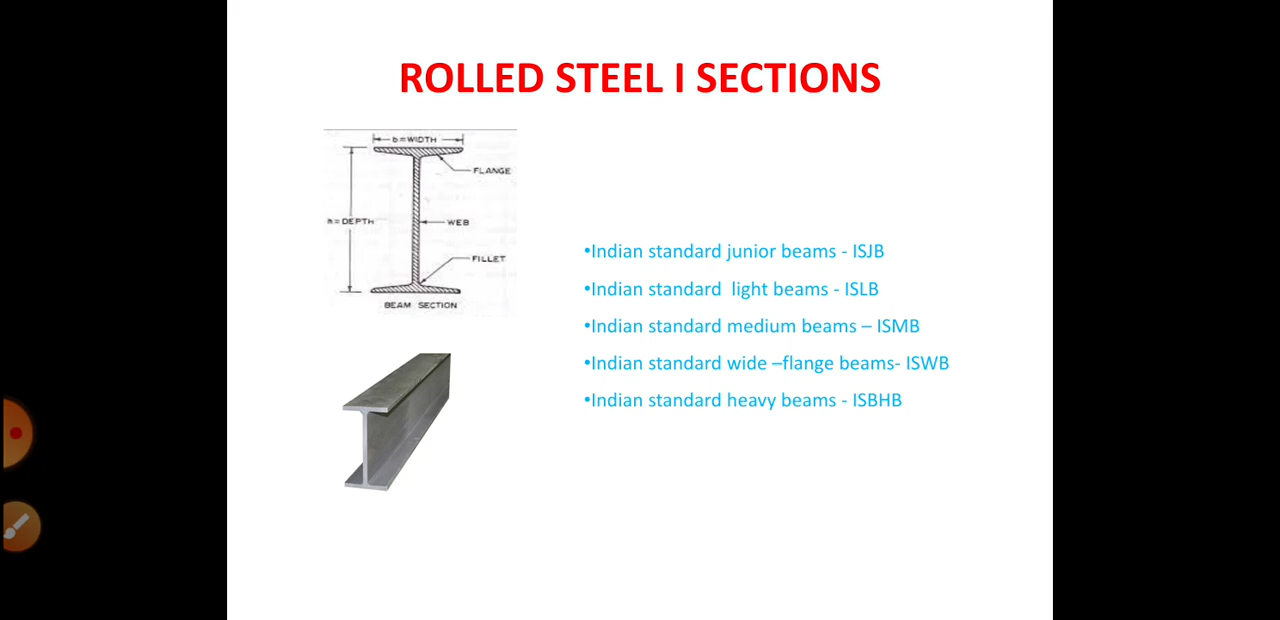 ROLLED STEEL I SECTIONS
b=WIDTH
FLANGE
h=DEPTH
WEB
FILLET
BEAM SECTION
•Indian standard junior beams - ISJB
•Indian standard  light beams - ISLB
•Indian standard medium beams – ISMB
•Indian standard wide –flange beams- ISWB
•Indian standard heavy beams - ISBHB